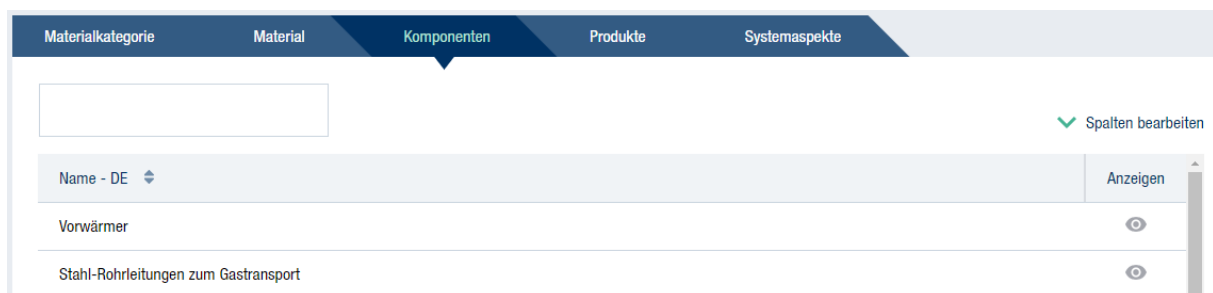 Materialkategorie Material Komponenten Produkte Systemaspekte
Spalten bearbeiten
Name - DE Anzeigen
Vorwärmer
Stahl-Rohrleitungen zum Gastransport